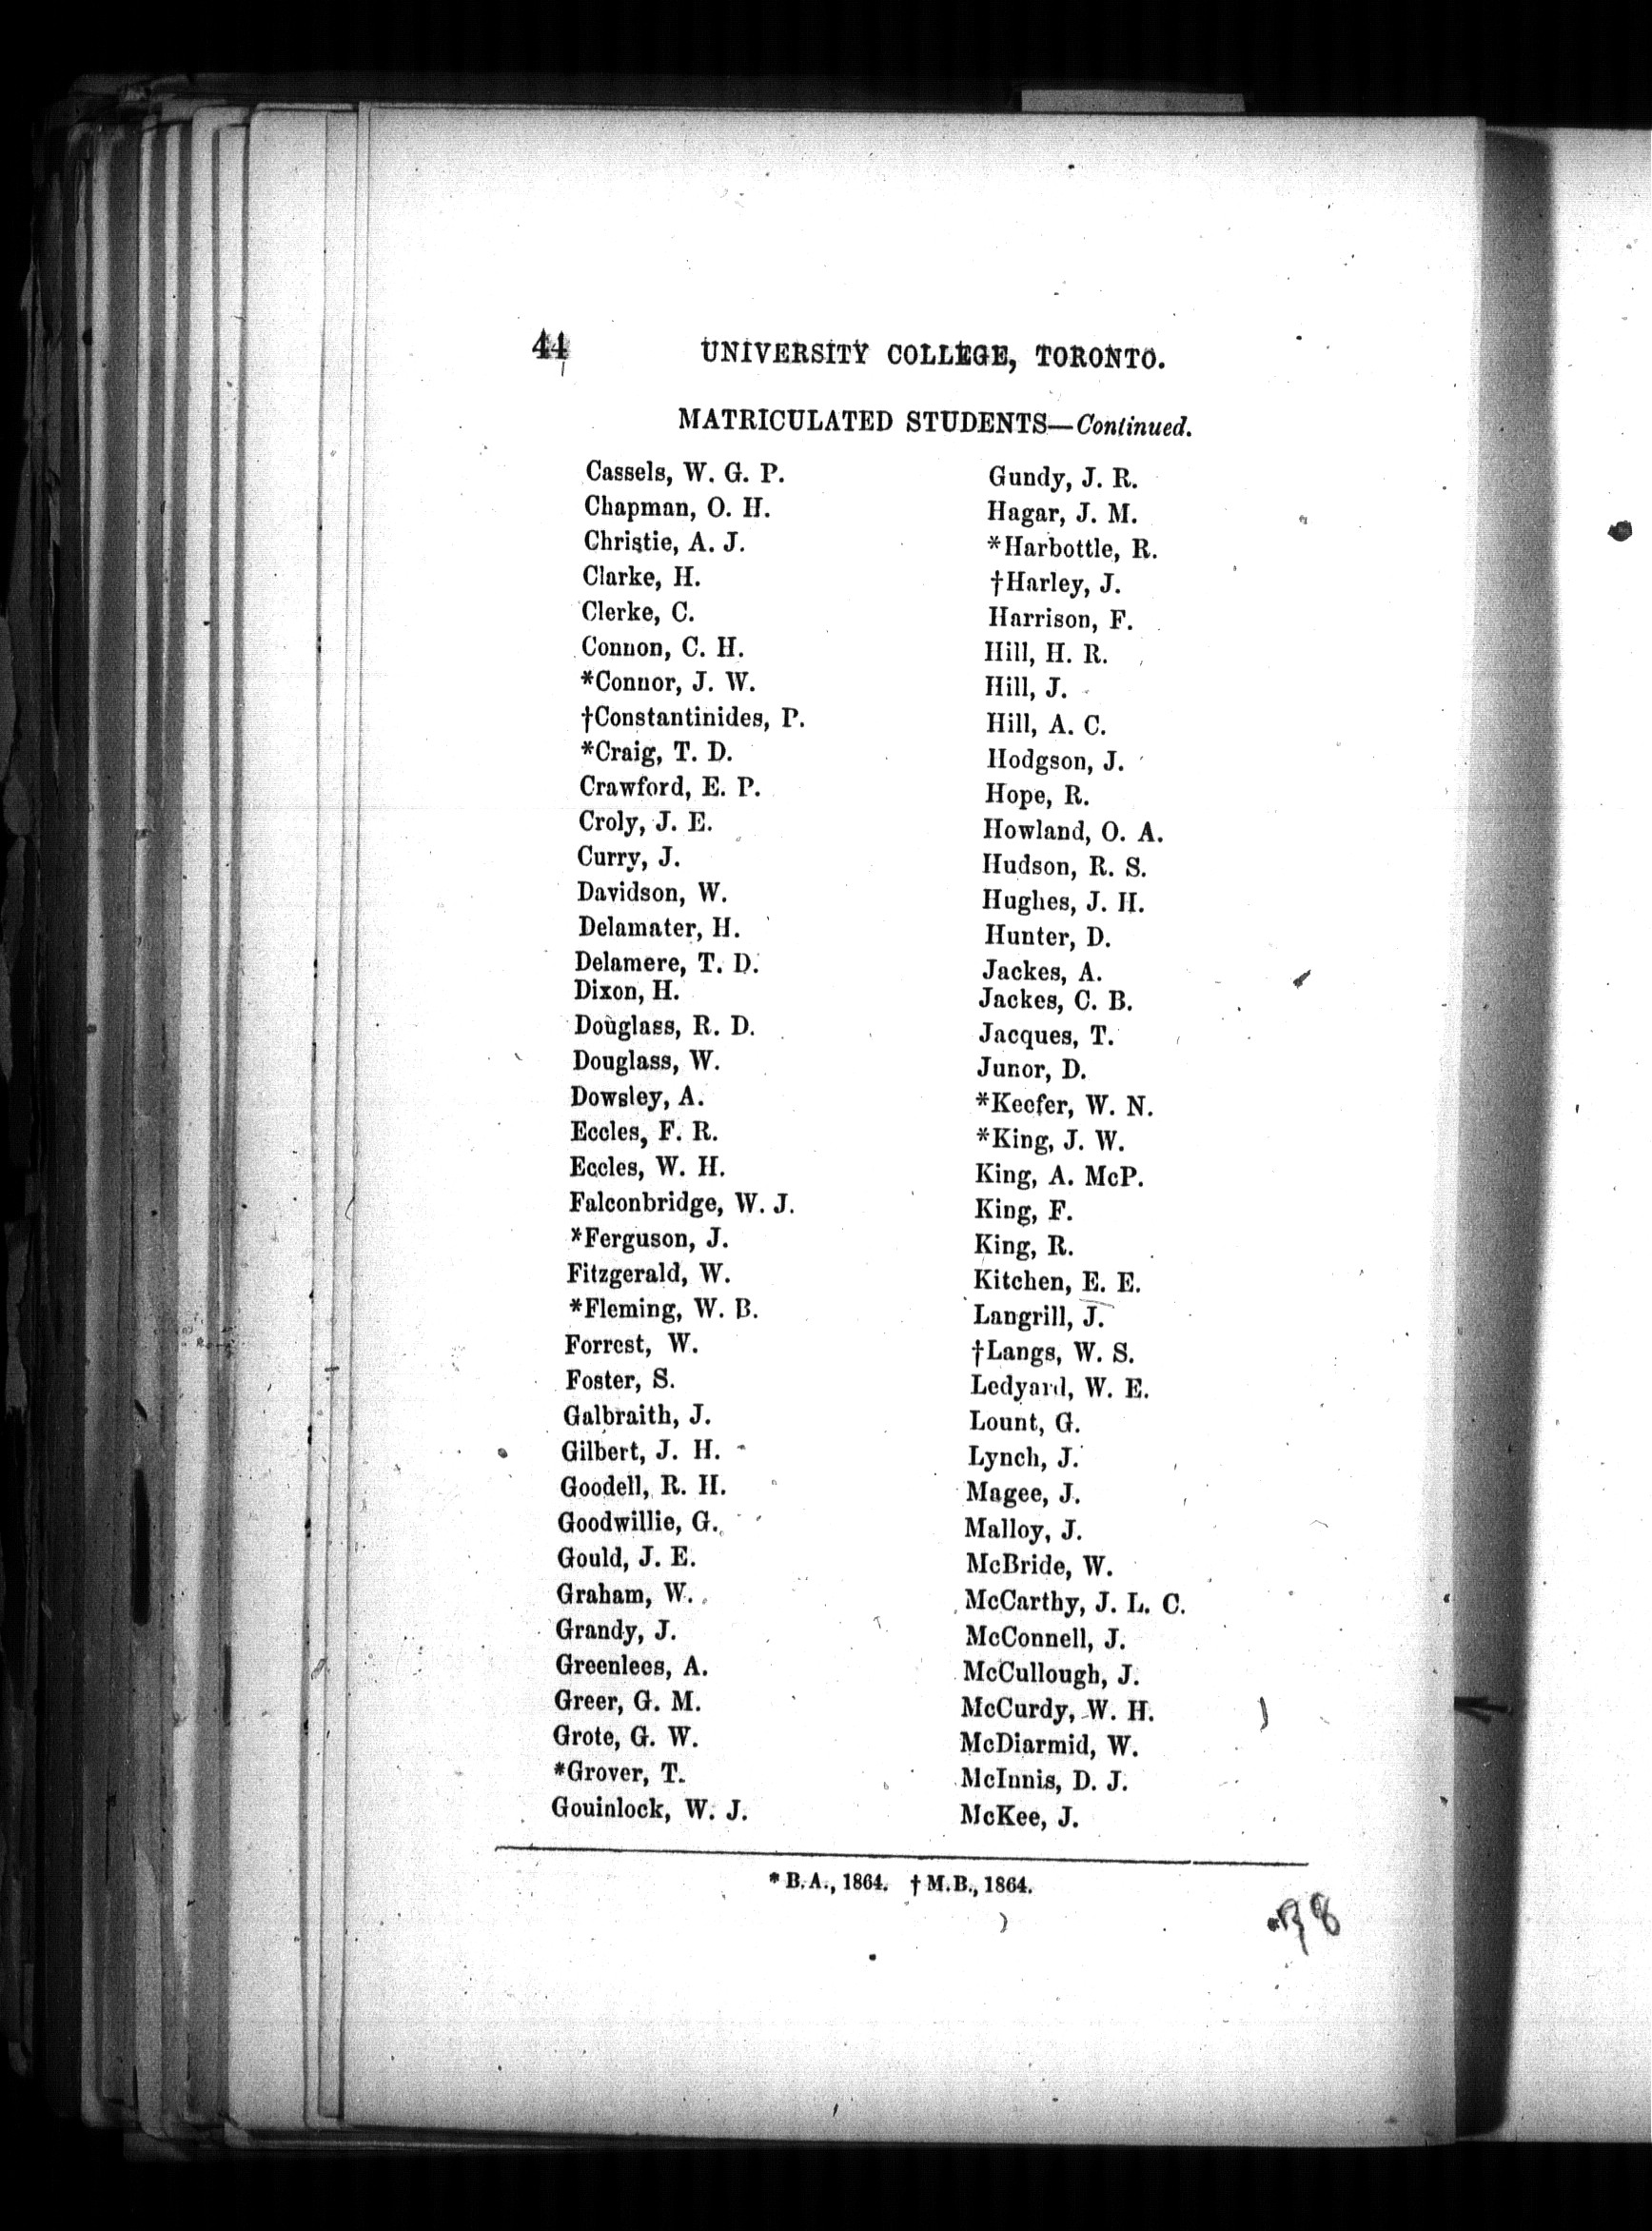 44 UNIVERSITY COLLEGE, TORONTO.
MATRICULATED STUDENTS—Continued.
Cassels, W. G. P.
Chapman, O. H.
Christie, A. J.
Clarke, H.
Clerke, C.
Connon, C. H.
*Connor, J. W.
†Constantinides, P.
*Craig, T. D.
Crawford, E. P.
Croly, J. E.
Curry, J.
Davidson, W.
Delamater, H.
Delamere, T. D.
Dixon, H.
Douglass, R. D.
Douglass, W.
Dowsley, A.
Eccles, F. R.
Eccles, W. H.
Falconbridge, W. J.
*Ferguson, J.
Fitzgerald, W.
*Fleming, W. B.
Forrest, W.
Foster, S.
Galbraith, J.
Gilbert, J. H.
Goodell, R. H.
Goodwillie, G.
Gould, J. E.
Graham, W.
Grandy, J.
Greenlees, A.
Greer, G. M.
Grote, G. W.
*Grover, T.
Gouinlock, W. J.
Gundy, J. R.
Hagar, J. M.
*Harbottle, R.
†Harley, J.
Harrison, F.
Hill, H. R.
Hill, J.
Hill, A. C.
Hodgson, J.
Hope, R.
Howland, O. A.
Hudson, R. S.
Hughes, J. H.
Hunter, D.
Jackes, A.
Jackes, C. B.
Jacques, T.
Junor, D.
*Keefer, W. N.
*King, J. W.
King, A. McP.
King, F.
King, R.
Kitchen, E. E.
Langrill, J.
†Langs, W. S.
Ledyard, W. E.
Lount, G.
Lynch, J.
Magee, J.
Malloy, J.
McBride, W.
McCarthy, J. L. C.
McConnell, J.
McCullough, J.
McCurdy, W. H.
McDiarmid, W.
McInnis, D. J.
McKee, J.
* B.A., 1864. † M.B., 1864.